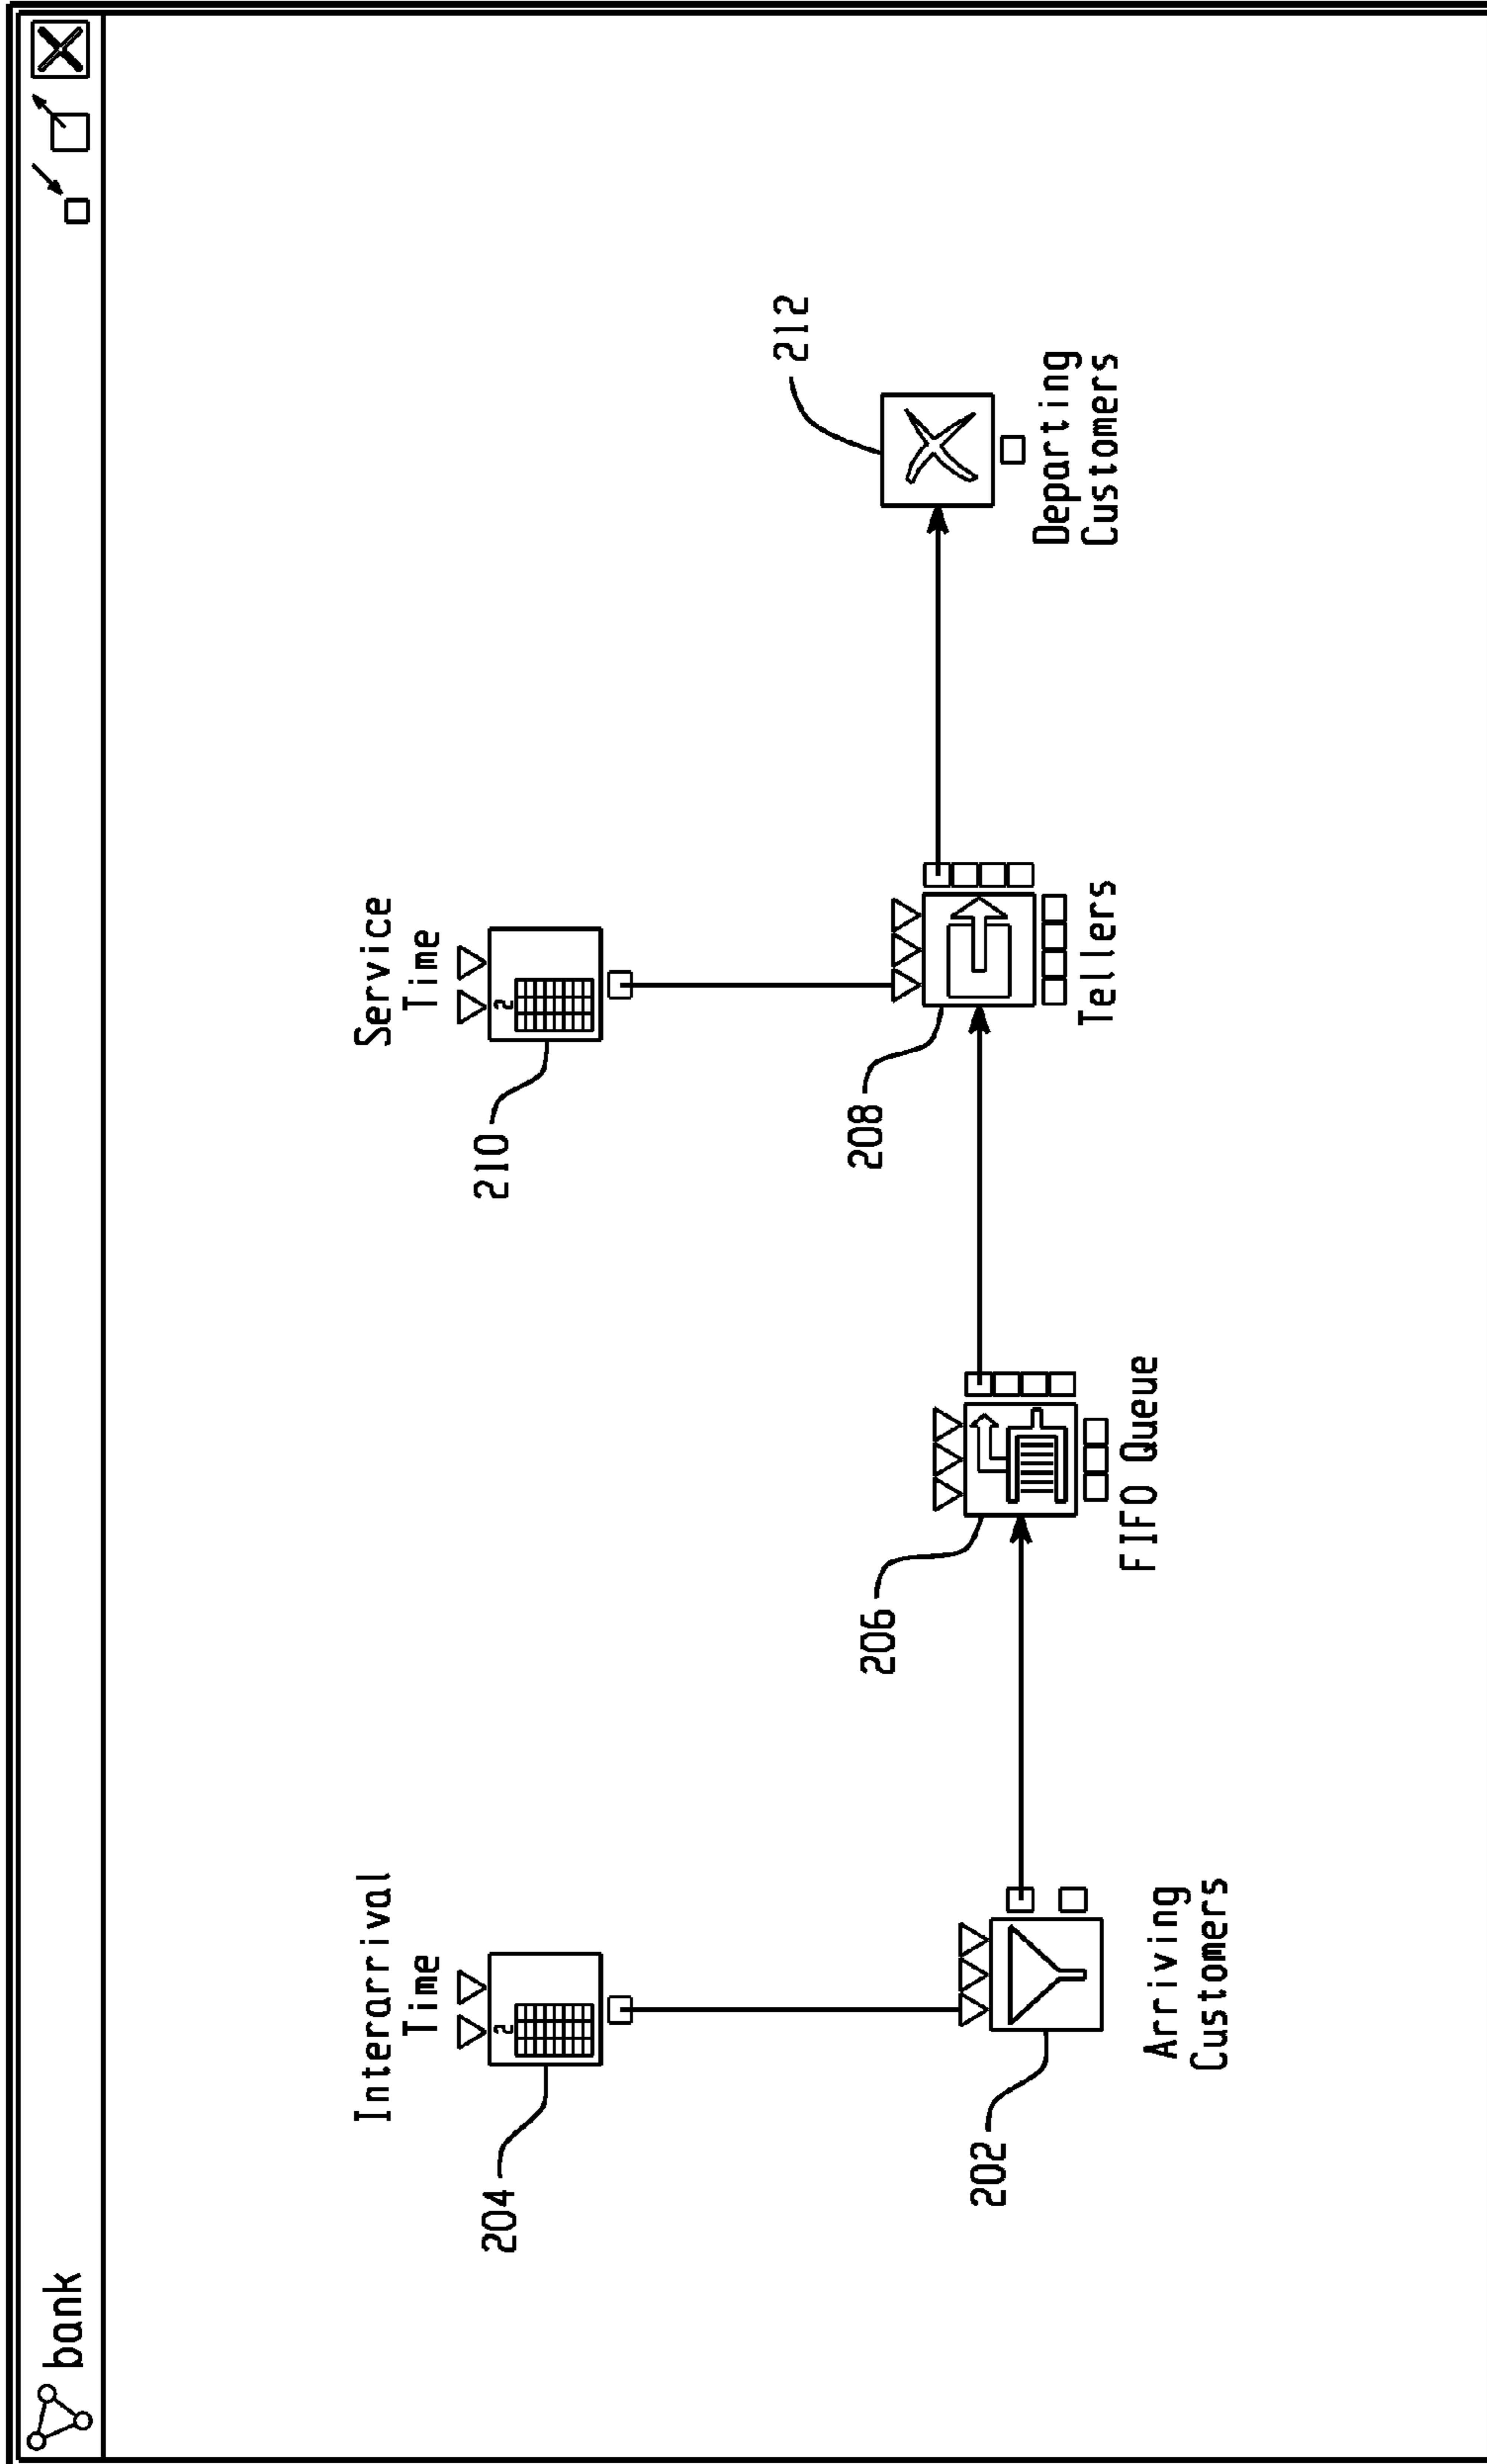 bank
Interarrival
Time
2
204
Service
Time
2
210
212
Departing
Customers
208
Tellers
206
FIFO Queue
202
Arriving
Customers